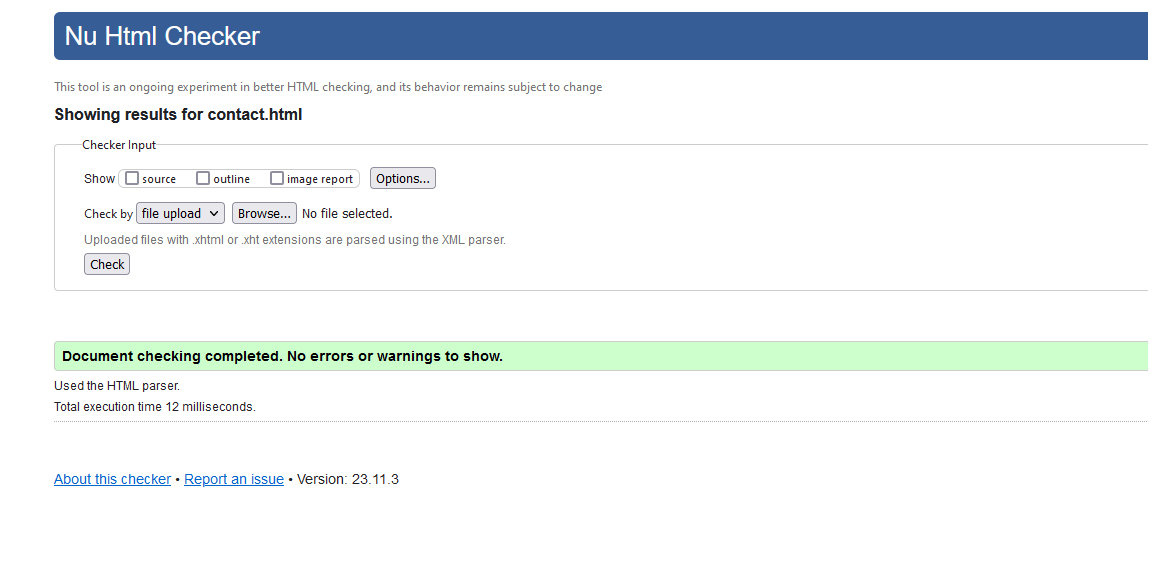 Nu Html Checker
This tool is an ongoing experiment in better HTML checking, and its behavior remains subject to change
Showing results for contact.html
Checker Input
Show source outline image report Options...
Check by file upload Browse... No file selected.
Uploaded files with .xhtml or .xht extensions are parsed using the XML parser.
Check
Document checking completed. No errors or warnings to show.
Used the HTML parser.
Total execution time 12 milliseconds.
About this checker • Report an issue • Version: 23.11.3